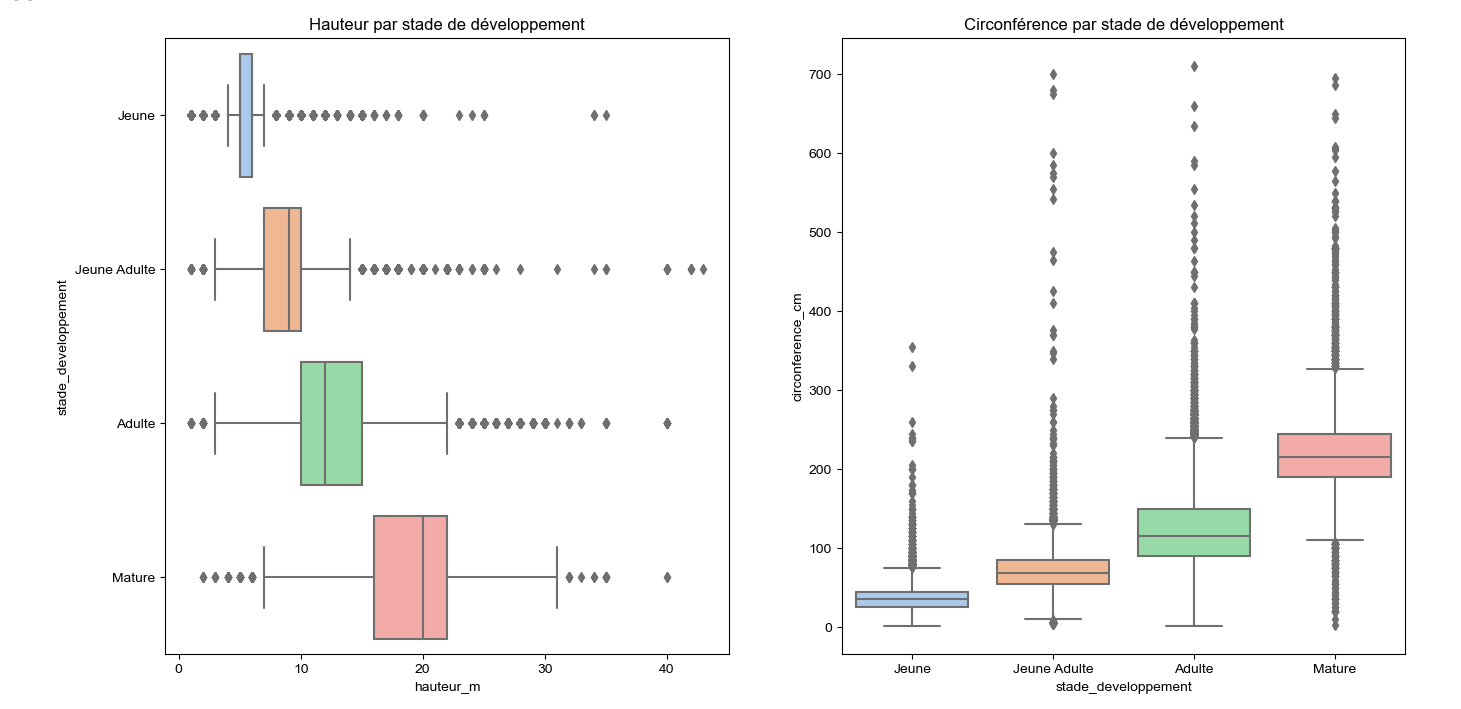 Hauteur par stade de développement
stade_developpement
Jeune
Jeune Adulte
Adulte
Mature
0 10 20 30 40
hauteur_m
Circonférence par stade de développement
circonference_cm
700
600
500
400
300
200
100
0
Jeune Jeune Adulte Adulte Mature
stade_developpement